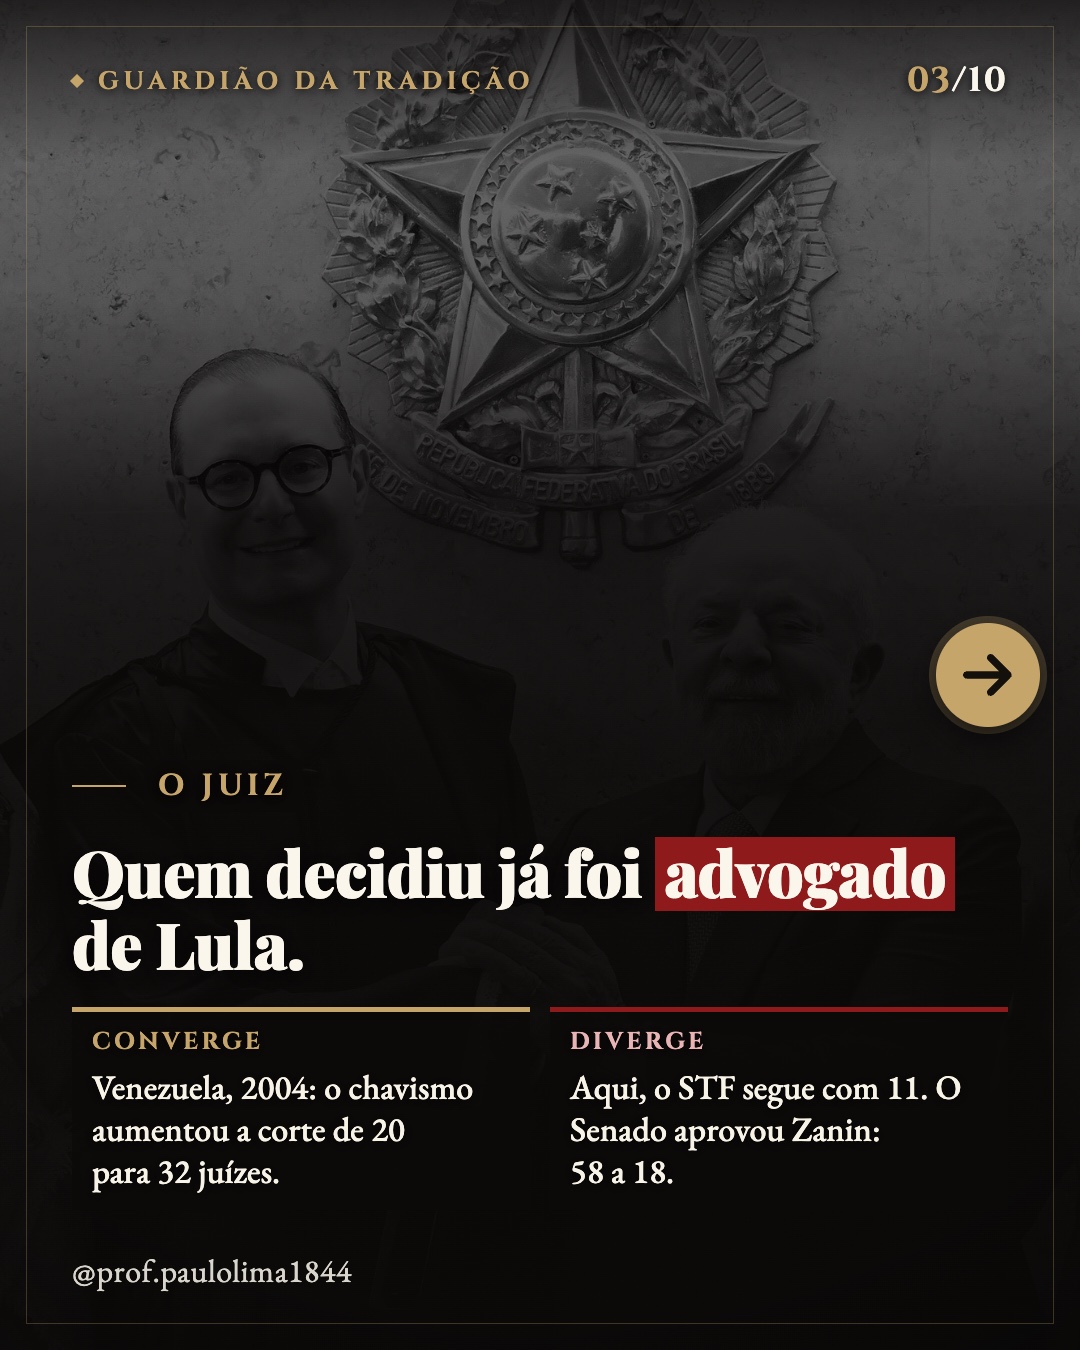 GUARDIÃO DA TRADIÇÃO
03/10
REPUBLICA FEDERATIVA DO BRASIL
DE NOVEMBRO
DE 1889
O JUIZ
Quem decidiu já foi advogado
de Lula.
CONVERGE
Venezuela, 2004: o chavismo
aumentou a corte de 20
para 32 juízes.
DIVERGE
Aqui, o STF segue com 11. O
Senado aprovou Zanin:
58 a 18.
@prof.paulolima1844